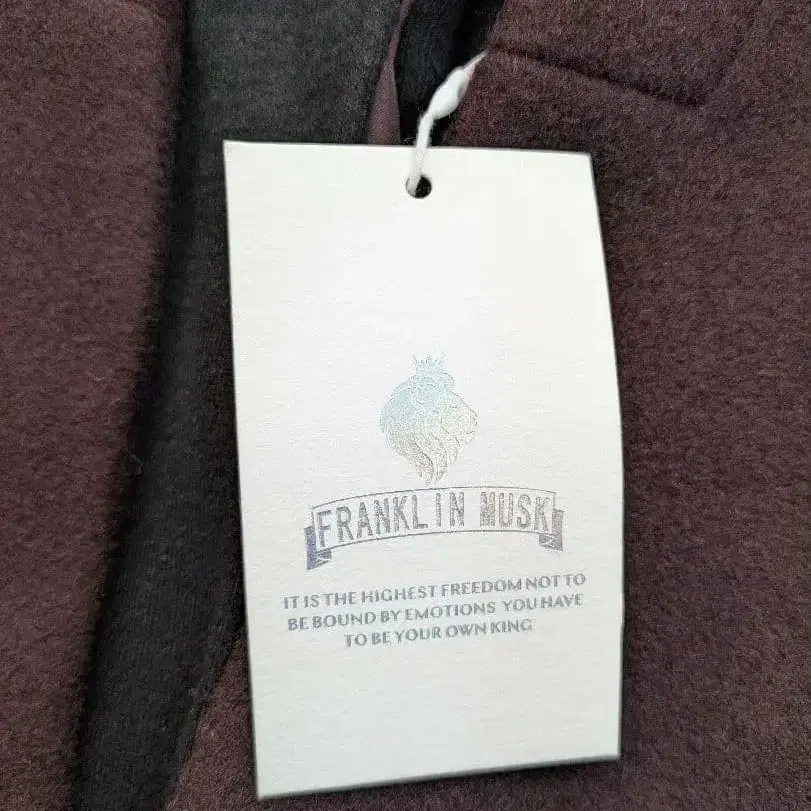 FRANKLIN MUSK
IT IS THE HIGHEST FREEDOM NOT TO
BE BOUND BY EMOTIONS YOU HAVE
TO BE YOUR OWN KING